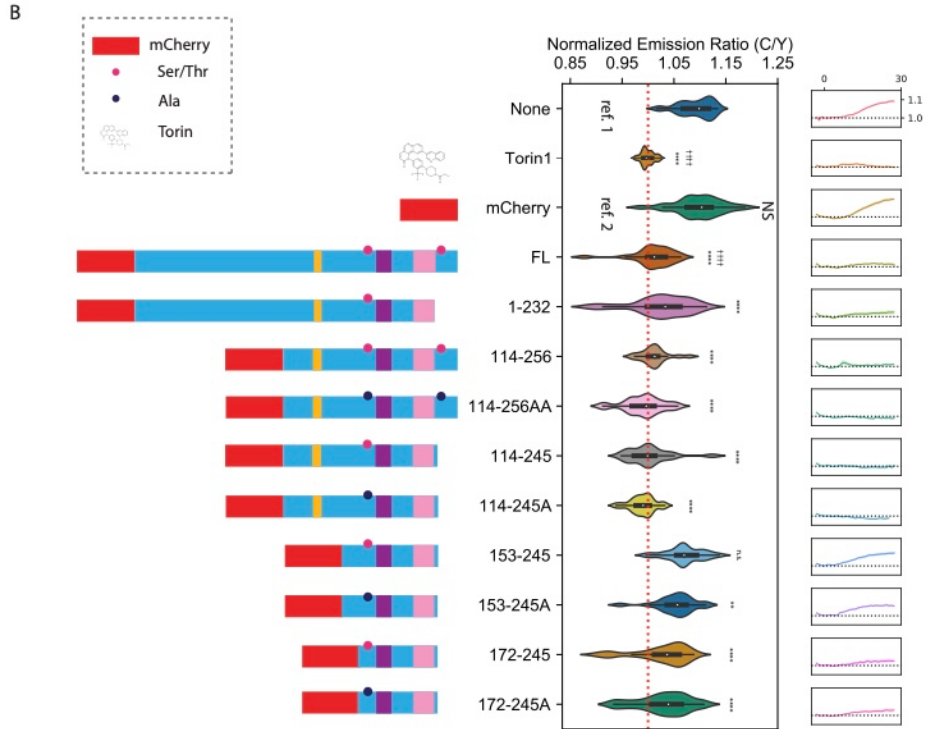 B
mCherry
Ser/Thr
Ala
Torin
Normalized Emission Ratio (C/Y)
0.85 0.95 1.05 1.15 1.25
0 30
1.1
1.0
None
ref. 1
Torin1
**** ††††
mCherry
ref. 2
NS
FL
**** ††††
1-232
****
114-256
****
114-256AA
****
114-245
****
114-245A
****
153-245
n.s.
153-245A
**
172-245
****
172-245A
****